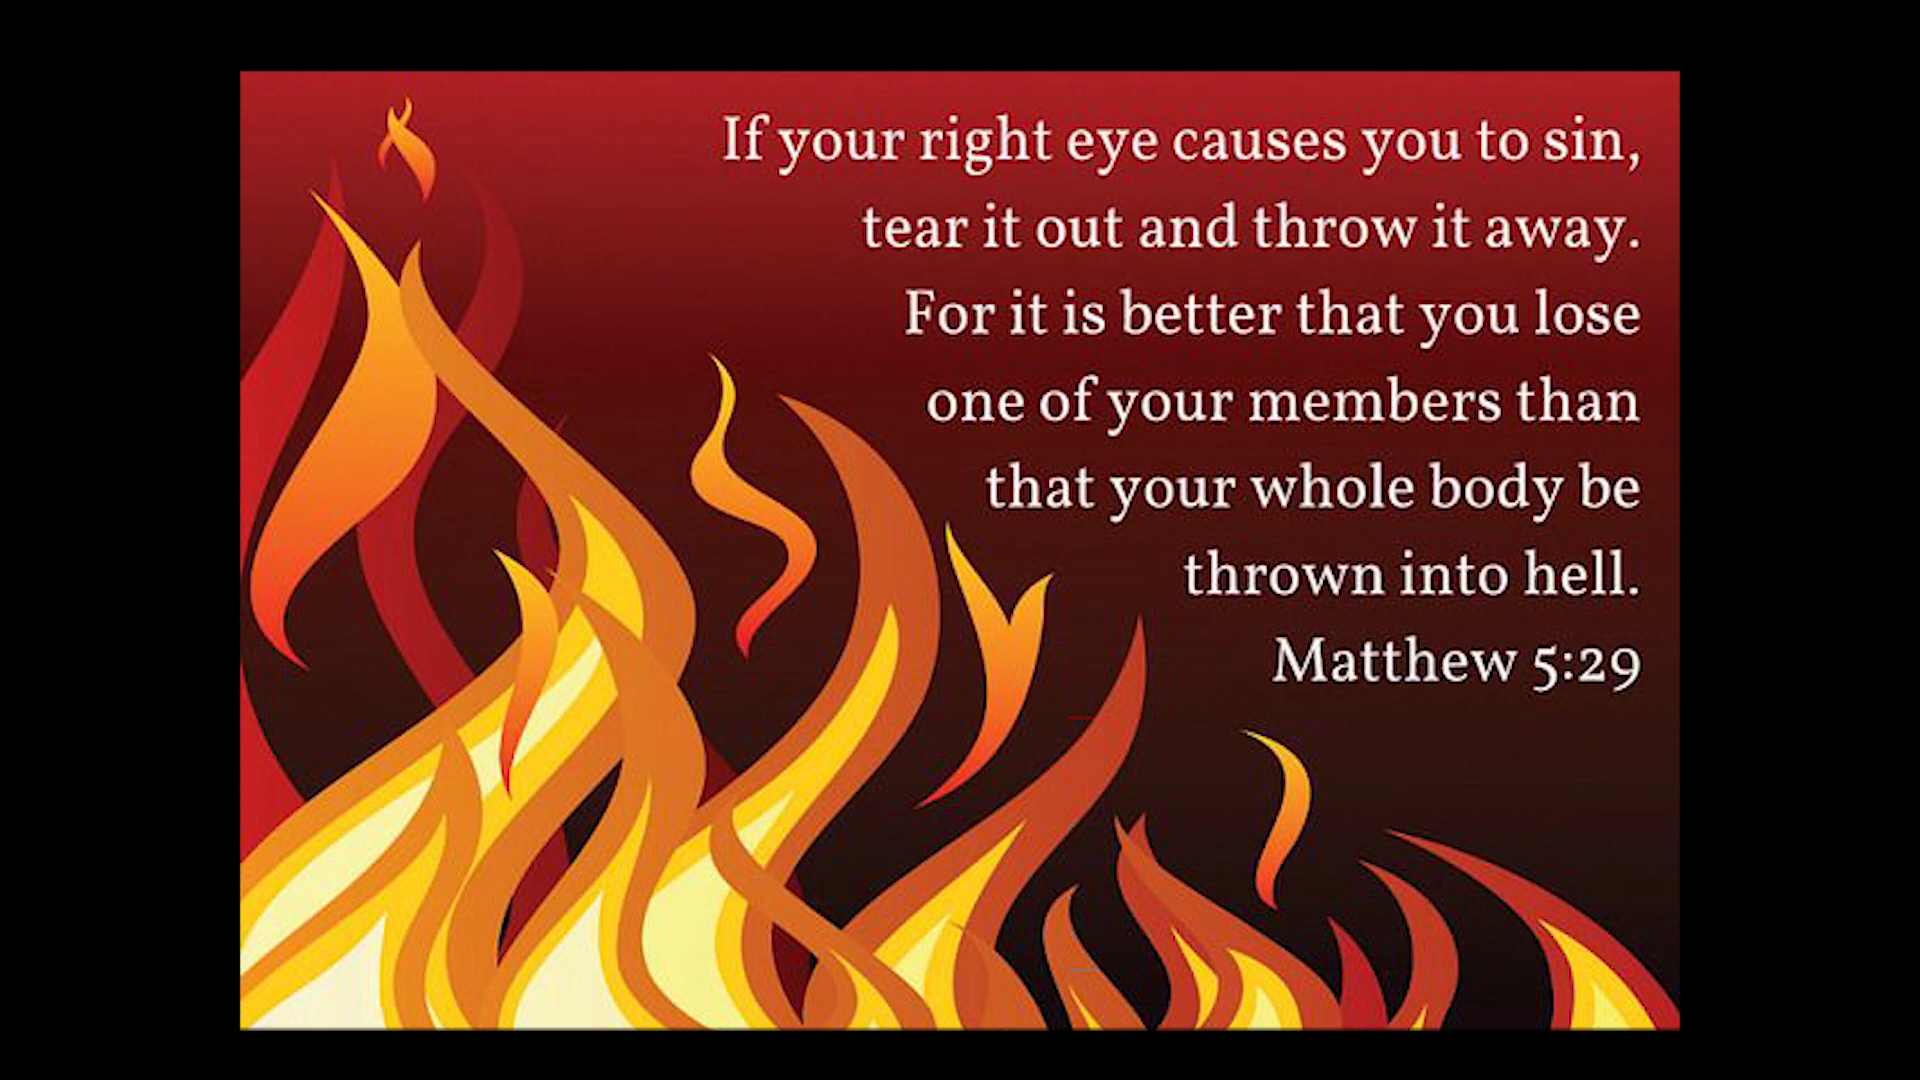 If your right eye causes you to sin,
tear it out and throw it away.
For it is better that you lose
one of your members than
that your whole body be
thrown into hell.
Matthew 5:29